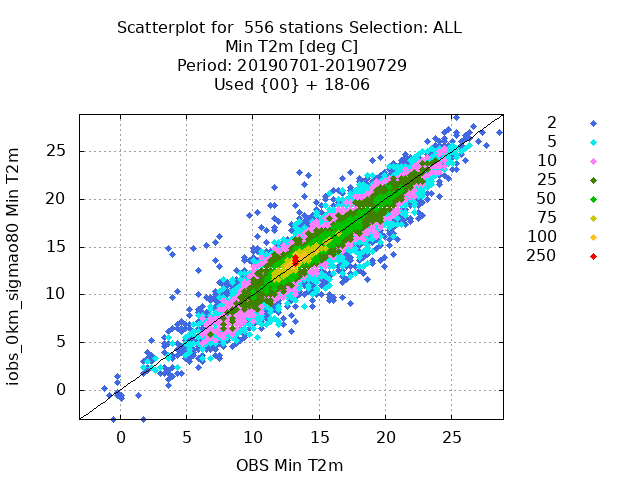 Scatterplot for  556 stations Selection: ALL
Min T2m [deg C]
Period: 20190701-20190729
Used {00} + 18-06
iobs_0km_sigmao80 Min T2m
25
20
15
10
5
0
0 5 10 15 20 25
OBS Min T2m
2
5
10
25
50
75
100
250